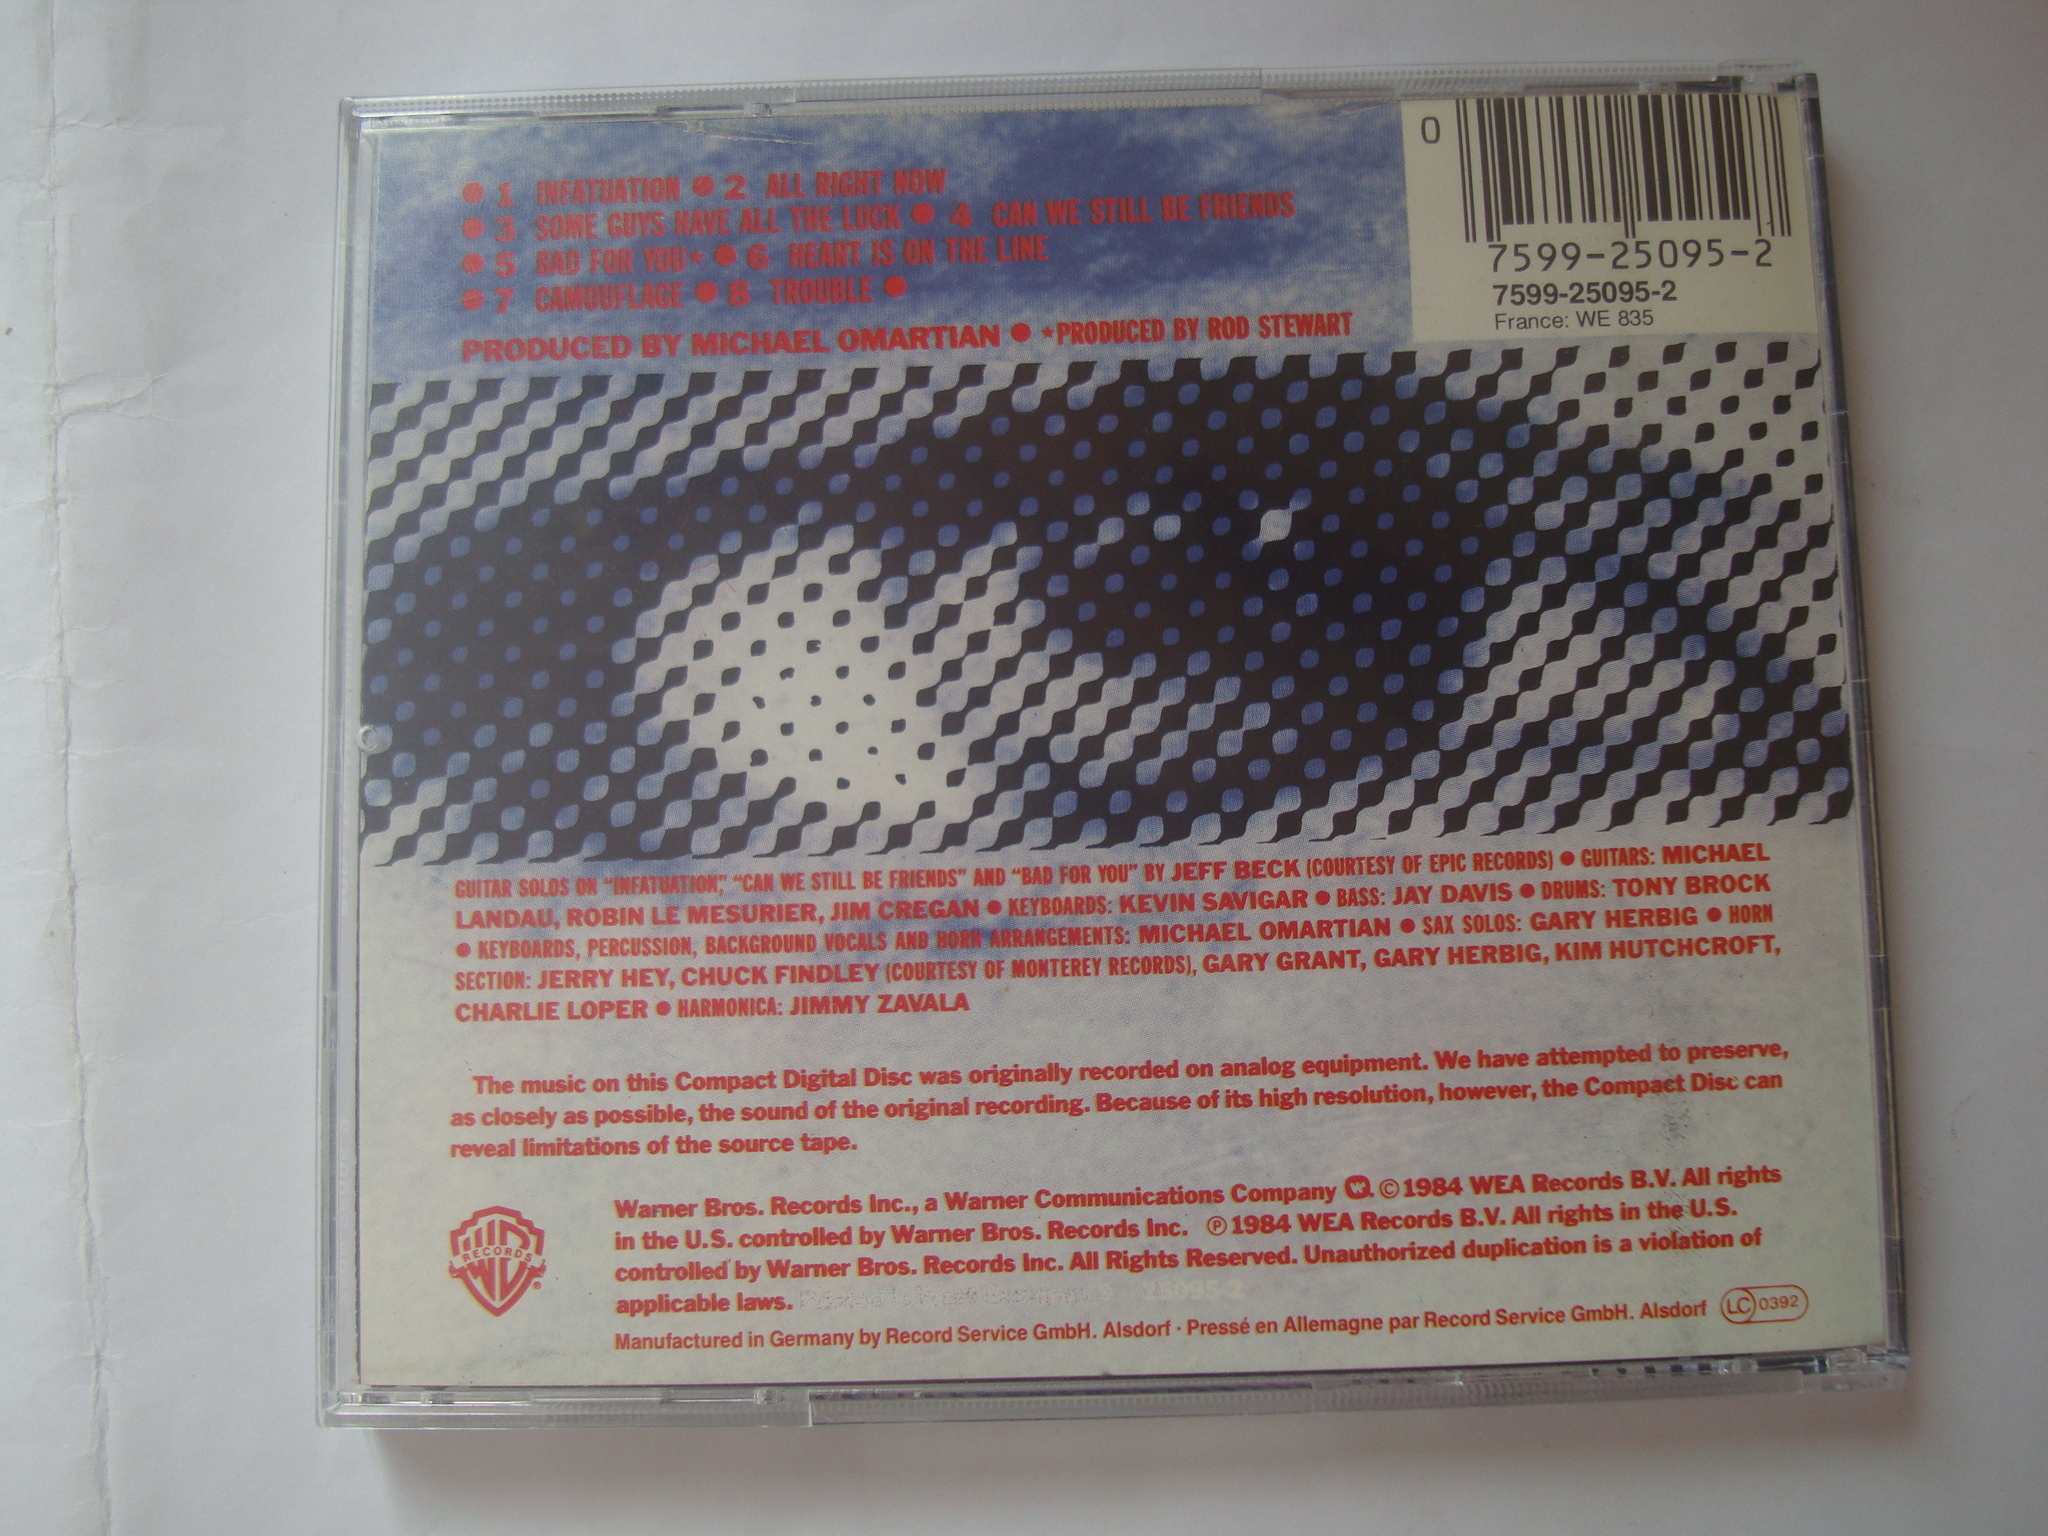 ● 1 INFATUATION ● 2 ALL RIGHT NOW
● 3 SOME GUYS HAVE ALL THE LUCK ● 4 CAN WE STILL BE FRIENDS
● 5 BAD FOR YOU* ● 6 HEART IS ON THE LINE
● 7 CAMOUFLAGE ● 8 TROUBLE ●
PRODUCED BY MICHAEL OMARTIAN ● *PRODUCED BY ROD STEWART
0
7599-25095-2
7599-25095-2
France: WE 835
GUITAR SOLOS ON "INFATUATION," "CAN WE STILL BE FRIENDS" AND "BAD FOR YOU" BY JEFF BECK (COURTESY OF EPIC RECORDS) ● GUITARS: MICHAEL
LANDAU, ROBIN LE MESURIER, JIM CREGAN ● KEYBOARDS: KEVIN SAVIGAR ● BASS: JAY DAVIS ● DRUMS: TONY BROCK
● KEYBOARDS, PERCUSSION, BACKGROUND VOCALS AND HORN ARRANGEMENTS: MICHAEL OMARTIAN ● SAX SOLOS: GARY HERBIG ● HORN
SECTION: JERRY HEY, CHUCK FINDLEY (COURTESY OF MONTEREY RECORDS), GARY GRANT, GARY HERBIG, KIM HUTCHCROFT,
CHARLIE LOPER ● HARMONICA: JIMMY ZAVALA
The music on this Compact Digital Disc was originally recorded on analog equipment. We have attempted to preserve,
as closely as possible, the sound of the original recording. Because of its high resolution, however, the Compact Disc can
reveal limitations of the source tape.
RECORDS
Warner Bros. Records Inc., a Warner Communications Company ©1984 WEA Records B.V. All rights
in the U.S. controlled by Warner Bros. Records Inc. ℗1984 WEA Records B.V. All rights in the U.S.
controlled by Warner Bros. Records Inc. All Rights Reserved. Unauthorized duplication is a violation of
applicable laws. 9 25095-2
Manufactured in Germany by Record Service GmbH. Alsdorf · Pressé en Allemagne par Record Service GmbH. Alsdorf LC 0392